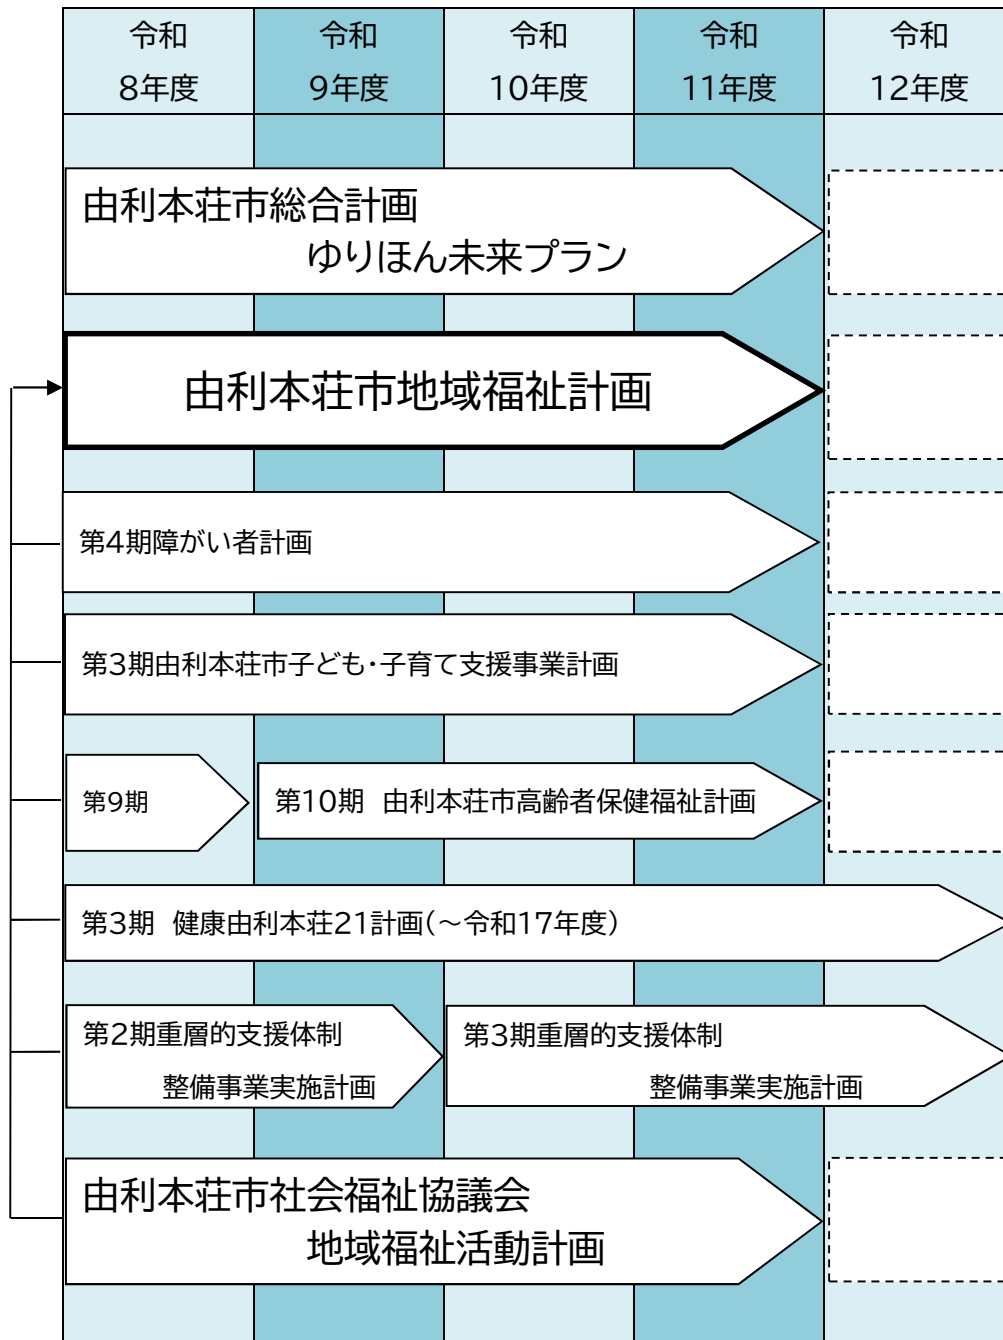 令和
8年度
令和
9年度
令和
10年度
令和
11年度
令和
12年度
由利本荘市総合計画
ゆりほん未来プラン
由利本荘市地域福祉計画
第4期障がい者計画
第3期由利本荘市子ども・子育て支援事業計画
第9期
第10期 由利本荘市高齢者保健福祉計画
第3期 健康由利本荘21計画(～令和17年度)
第2期重層的支援体制
整備事業実施計画
第3期重層的支援体制
整備事業実施計画
由利本荘市社会福祉協議会
地域福祉活動計画